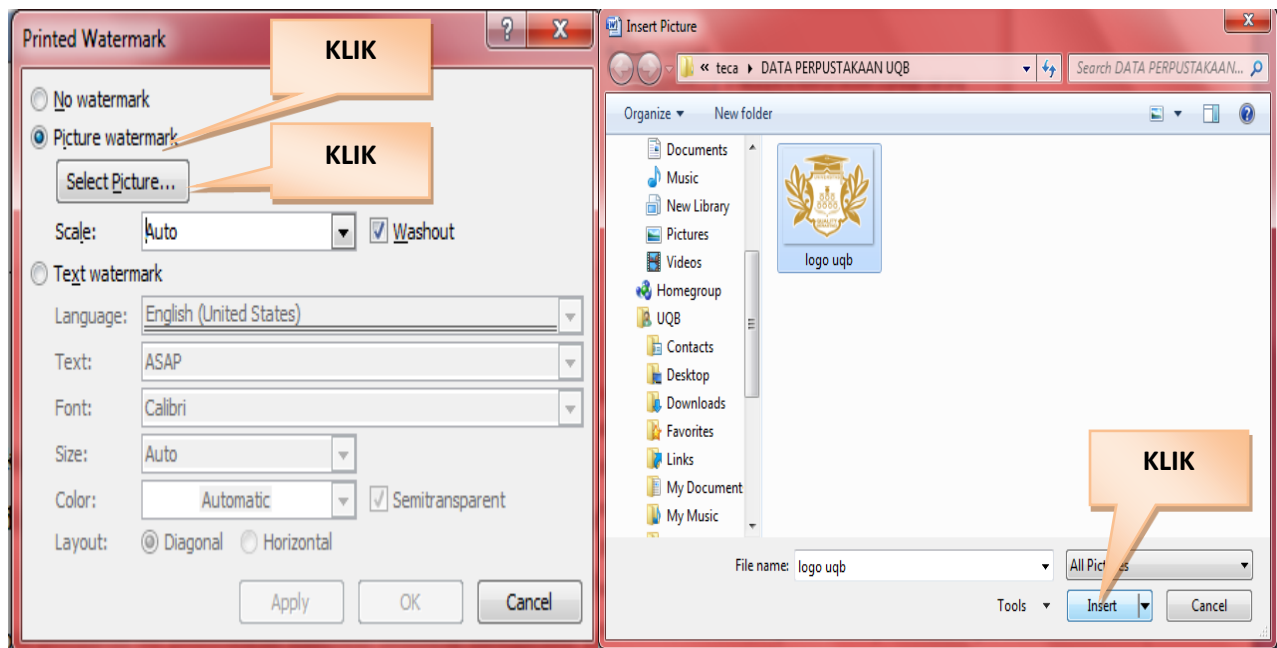 Printed Watermark
KLIK
No watermark
Picture watermark
KLIK
Select Picture...
Scale: Auto Washout
Text watermark
Language: English (United States)
Text: ASAP
Font: Calibri
Size: Auto
Color: Automatic Semitransparent
Layout: Diagonal Horizontal
Apply OK Cancel
Insert Picture
« teca DATA PERPUSTAKAAN UQB Search DATA PERPUSTAKAAN...
Organize New folder
Documents
Music
New Library
Pictures
Videos
Homegroup
UQB
Contacts
Desktop
Downloads
Favorites
Links
My Document
My Music
logo uqb
KLIK
File name: logo uqb All Pictures
Tools Insert Cancel